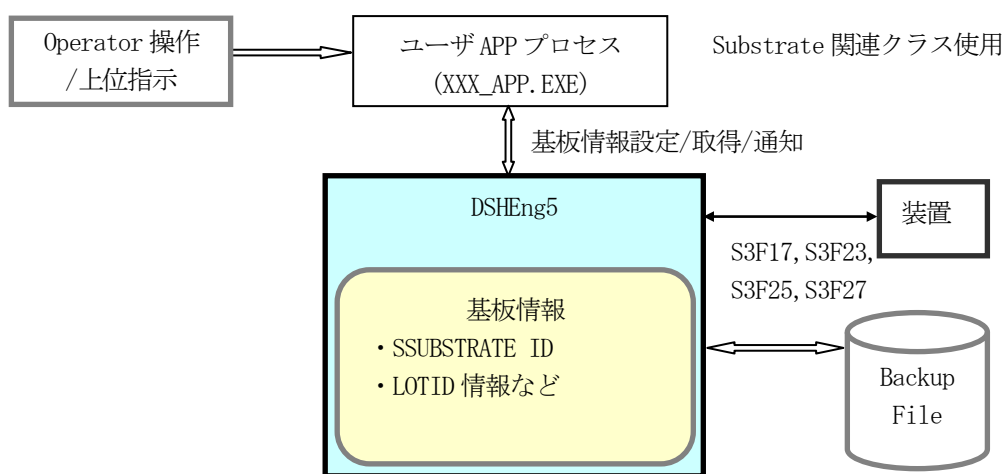 Operator 操作
/上位指示
ユーザ APP プロセス
(XXX_APP.EXE)
Substrate 関連クラス使用
基板情報設定/取得/通知
DSHEng5
装置
S3F17, S3F23,
S3F25, S3F27
基板情報
・SSUBSTRATE ID
・LOTID 情報など
Backup
File